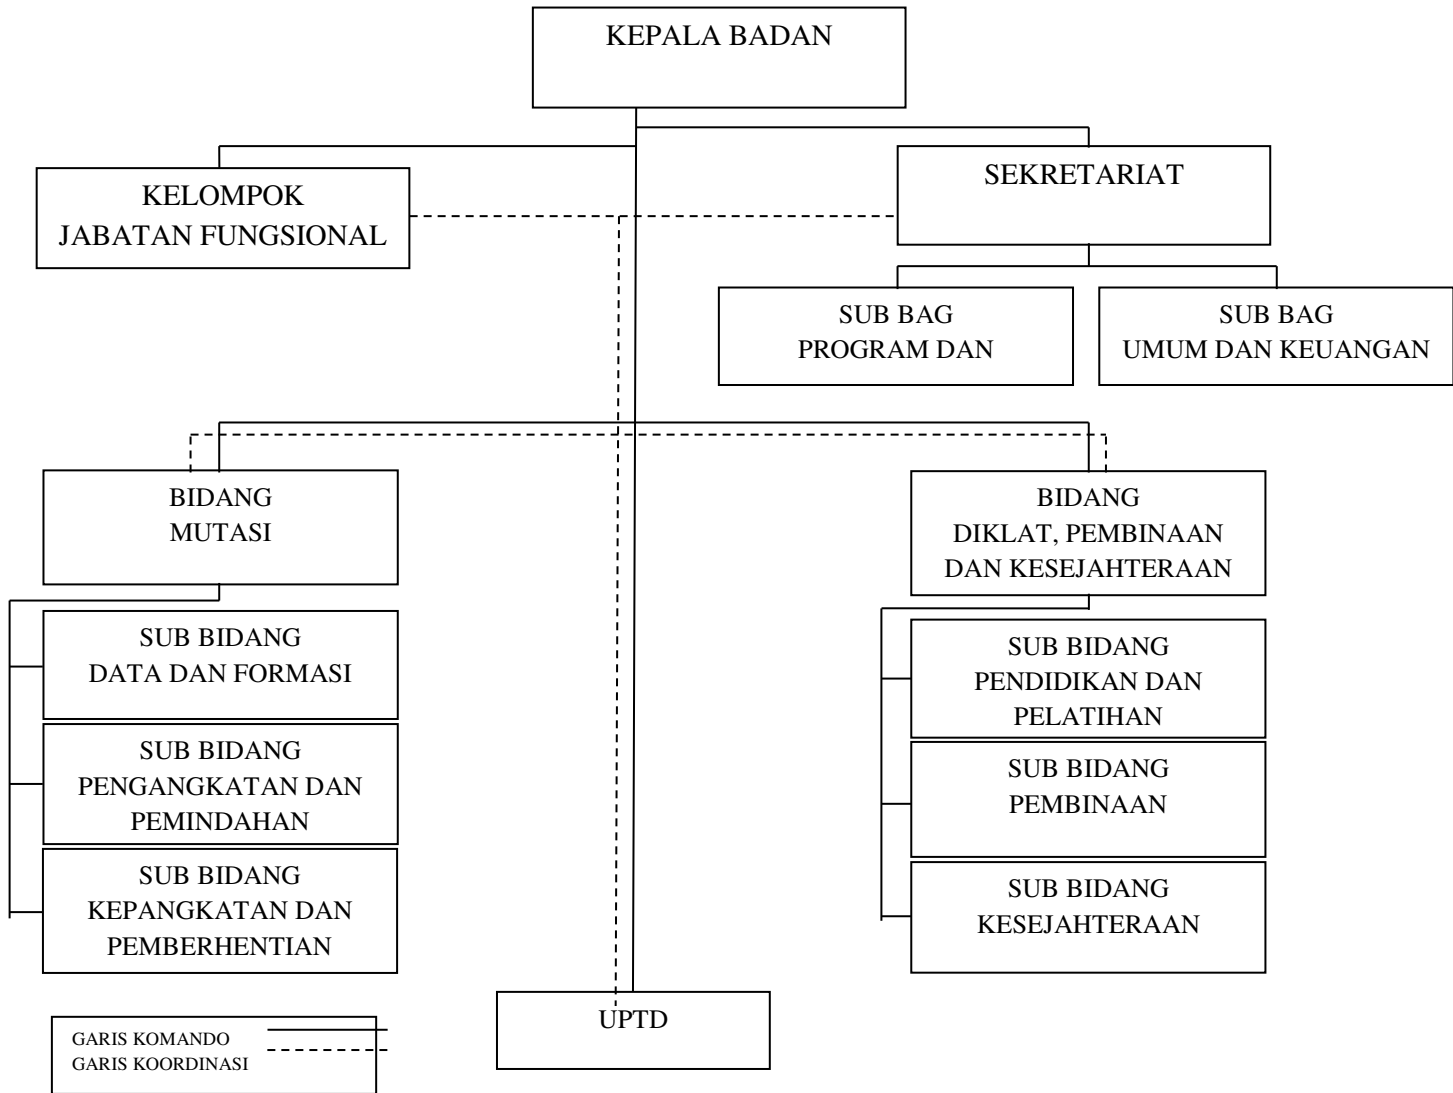 KEPALA BADAN
KELOMPOK
JABATAN FUNGSIONAL
SEKRETARIAT
SUB BAG
PROGRAM DAN
SUB BAG
UMUM DAN KEUANGAN
BIDANG
MUTASI
BIDANG
DIKLAT, PEMBINAAN
DAN KESEJAHTERAAN
SUB BIDANG
DATA DAN FORMASI
SUB BIDANG
PENGANGKATAN DAN
PEMINDAHAN
SUB BIDANG
KEPANGKATAN DAN
PEMBERHENTIAN
SUB BIDANG
PENDIDIKAN DAN
PELATIHAN
SUB BIDANG
PEMBINAAN
SUB BIDANG
KESEJAHTERAAN
UPTD
GARIS KOMANDO
GARIS KOORDINASI